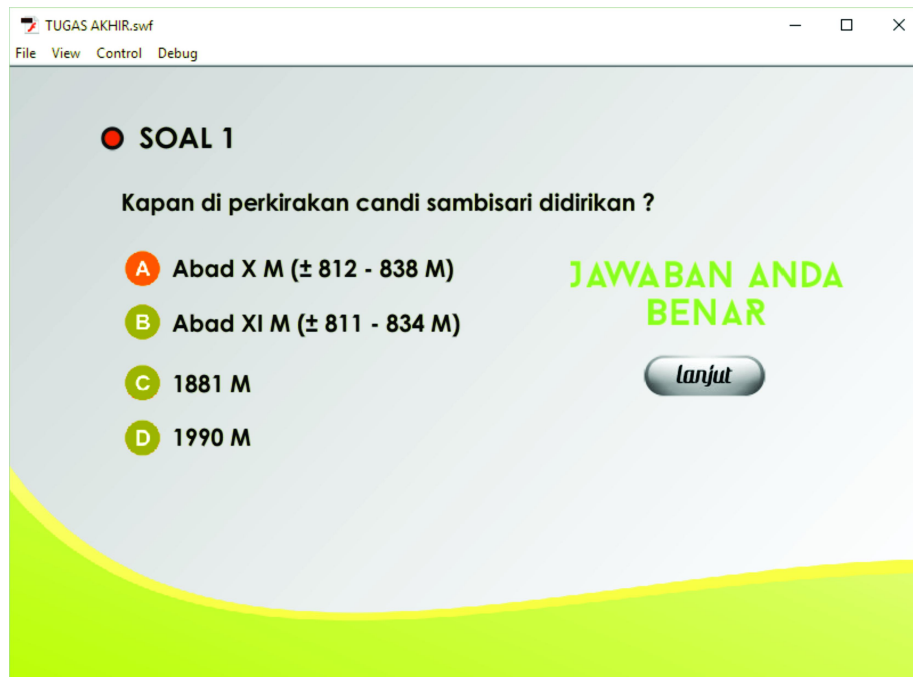 TUGAS AKHIR.swf
File View Control Debug
SOAL 1
Kapan di perkirakan candi sambisari didirikan ?
A Abad X M (± 812 - 838 M)
B Abad XI M (± 811 - 834 M)
C 1881 M
D 1990 M
JAWABAN ANDA
BENAR
lanjut